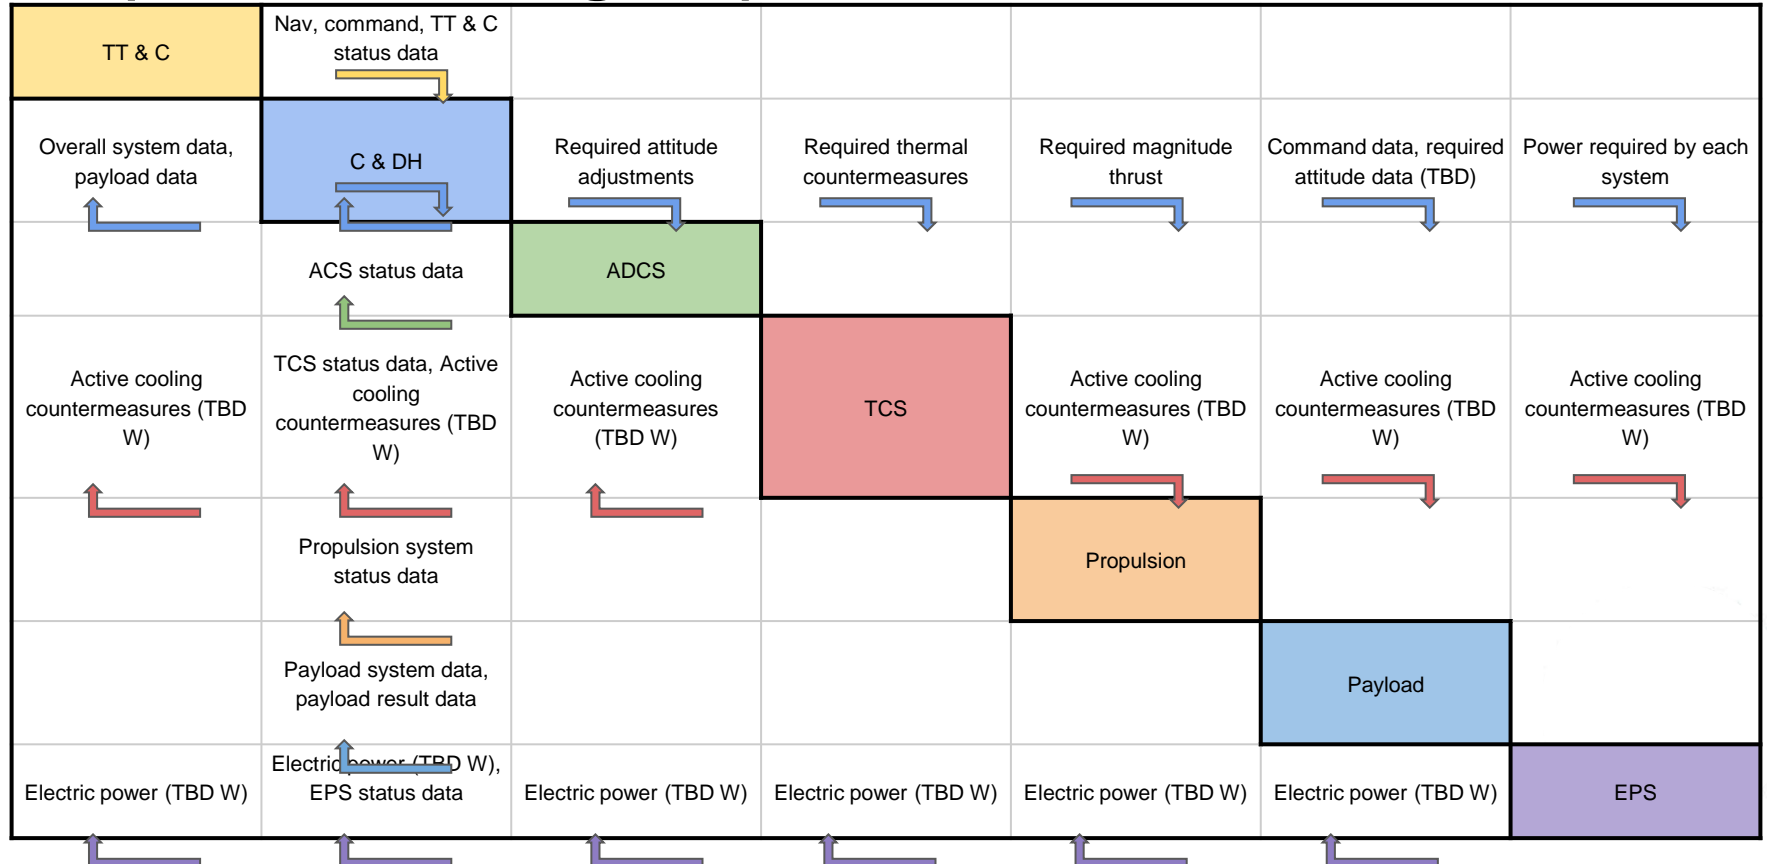 TT & C
Nav, command, TT & C
status data
Overall system data,
payload data
C & DH
Required attitude
adjustments
Required thermal
countermeasures
Required magnitude
thrust
Command data, required
attitude data (TBD)
Power required by each
system
ACS status data
ADCS
Active cooling
countermeasures (TBD
W)
TCS status data, Active
cooling
countermeasures (TBD
W)
Active cooling
countermeasures
(TBD W)
TCS
Active cooling
countermeasures (TBD
W)
Active cooling
countermeasures (TBD
W)
Active cooling
countermeasures (TBD
W)
Propulsion system
status data
Propulsion
Payload system data,
payload result data
Payload
Electric power (TBD W)
Electric power (TBD W),
EPS status data
Electric power (TBD W)
Electric power (TBD W)
Electric power (TBD W)
Electric power (TBD W)
EPS